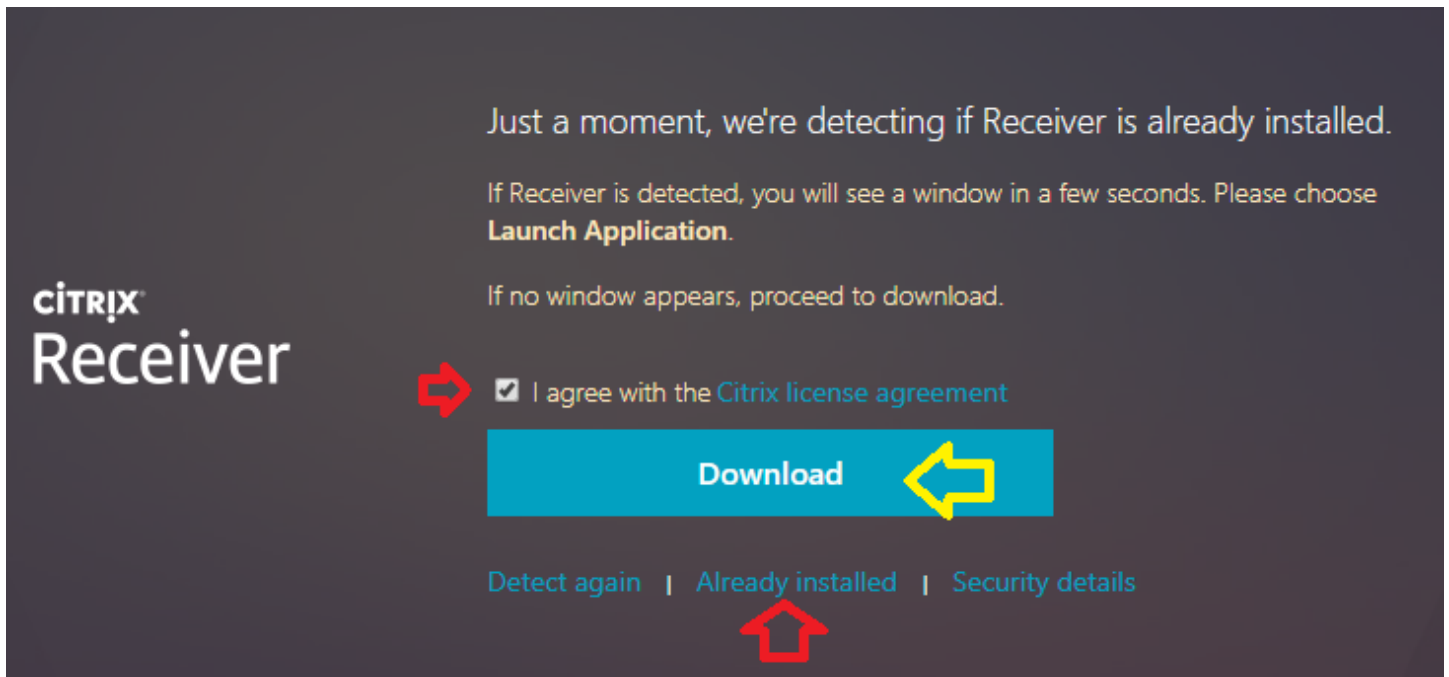 Just a moment, we're detecting if Receiver is already installed.
If Receiver is detected, you will see a window in a few seconds. Please choose
Launch Application.
If no window appears, proceed to download.
CİTRIX
Receiver
I agree with the Citrix license agreement
Download
Detect again | Already installed | Security details